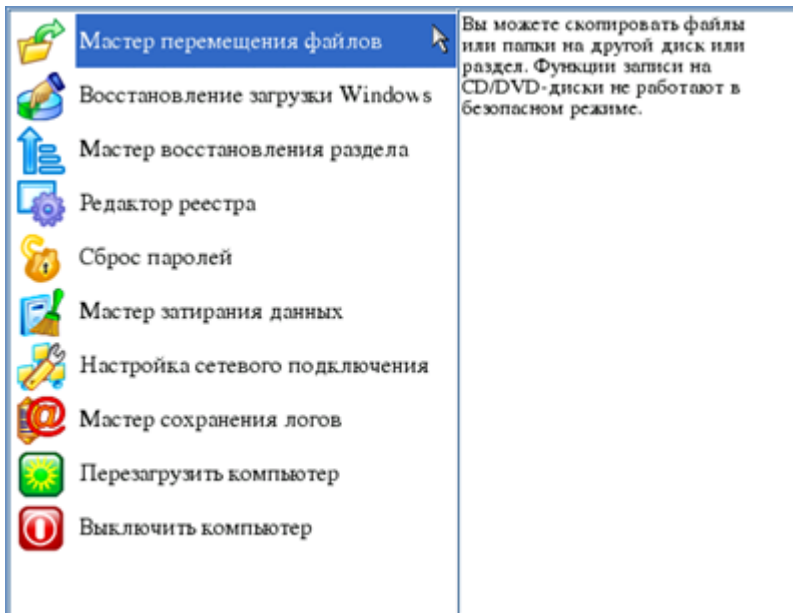 Мастер перемещения файлов
Восстановление загрузки Windows
Мастер восстановления раздела
Редактор реестра
Сброс паролей
Мастер затирания данных
Настройка сетевого подключения
Мастер сохранения логов
Перезагрузить компьютер
Выключить компьютер
Вы можете скопировать файлы
или папки на другой диск или
раздел. Функции записи на
CD/DVD-диски не работают в
безопасном режиме.